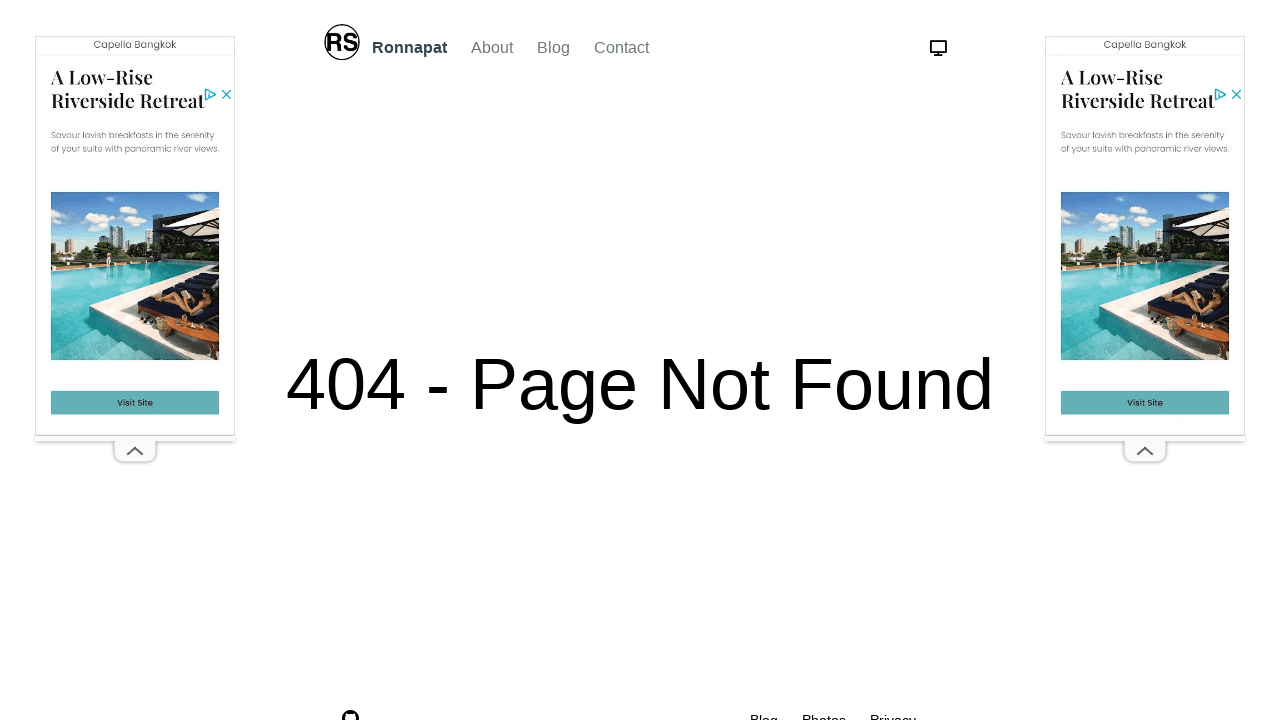 RS
Ronnapat
About
Blog
Contact
Capella Bangkok
A Low-Rise
Riverside Retreat
Savour lavish breakfasts in the serenity
of your suite with panoramic river views.
Visit Site
404 - Page Not Found
Capella Bangkok
A Low-Rise
Riverside Retreat
Savour lavish breakfasts in the serenity
of your suite with panoramic river views.
Visit Site
Blog
Photos
Privacy